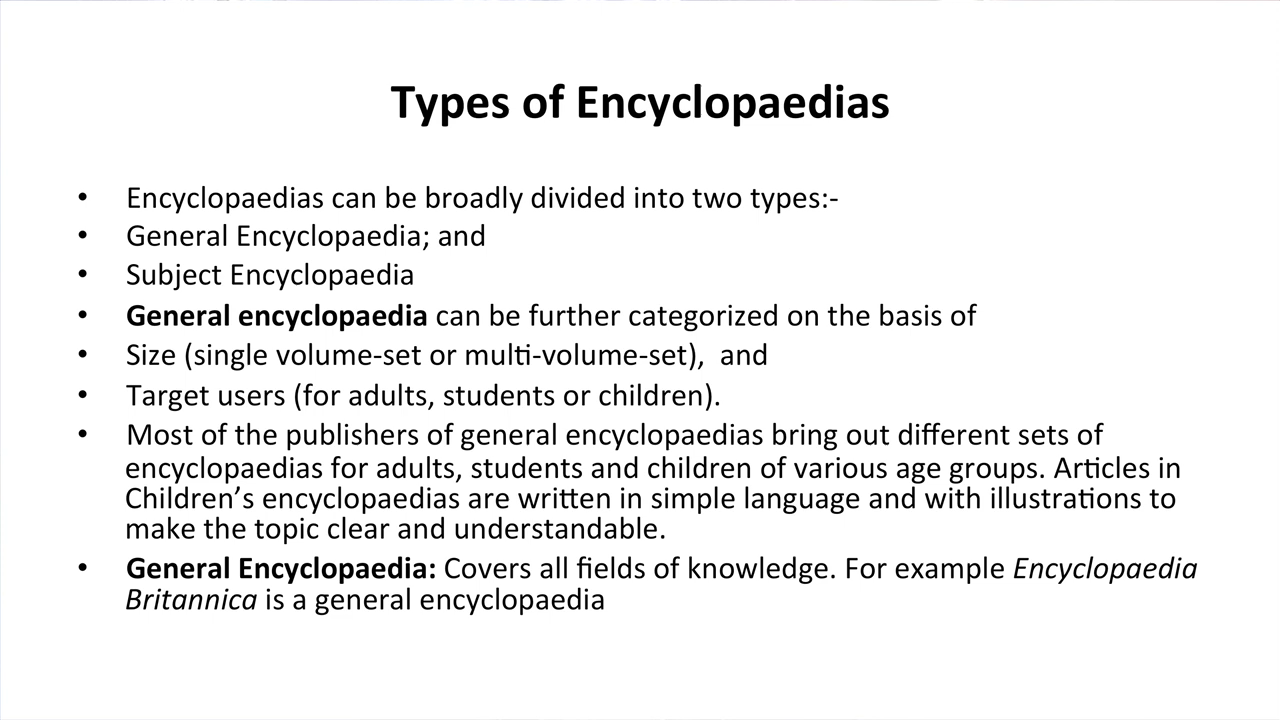 Types of Encyclopaedias
• Encyclopaedias can be broadly divided into two types:-
• General Encyclopaedia; and
• Subject Encyclopaedia
• General encyclopaedia can be further categorized on the basis of
• Size (single volume-set or multi-volume-set),  and
• Target users (for adults, students or children).
• Most of the publishers of general encyclopaedias bring out different sets of
encyclopaedias for adults, students and children of various age groups. Articles in
Children’s encyclopaedias are written in simple language and with illustrations to
make the topic clear and understandable.
• General Encyclopaedia: Covers all fields of knowledge. For example Encyclopaedia
Britannica is a general encyclopaedia